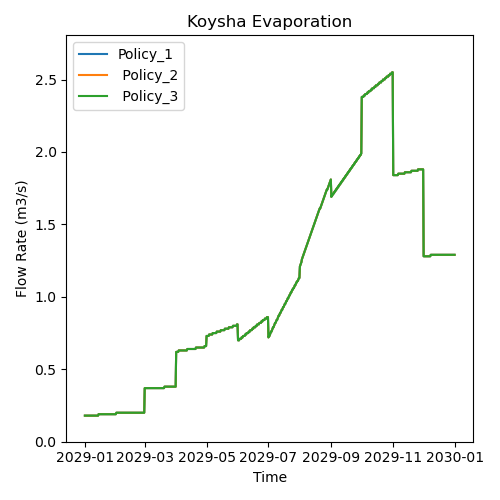 Koysha Evaporation
Policy_1
Policy_2
Policy_3
Flow Rate (m3/s)
2.5
2.0
1.5
1.0
0.5
0.0
2029-01 2029-03 2029-05 2029-07 2029-09 2029-11 2030-01
Time